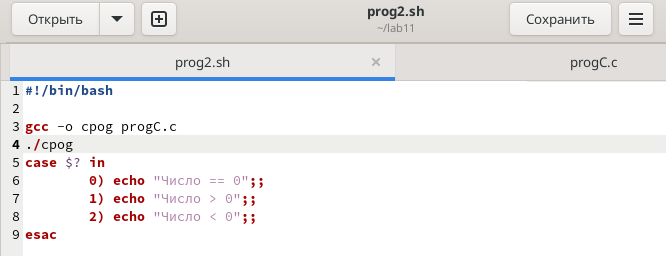 Открыть prog2.sh Сохранить
~/lab11
prog2.sh × progC.c
1 #!/bin/bash
2
3 gcc -o cpog progC.c
4 ./cpog
5 case $? in
6 0) echo "Число == 0";;
7 1) echo "Число > 0";;
8 2) echo "Число < 0";;
9 esac